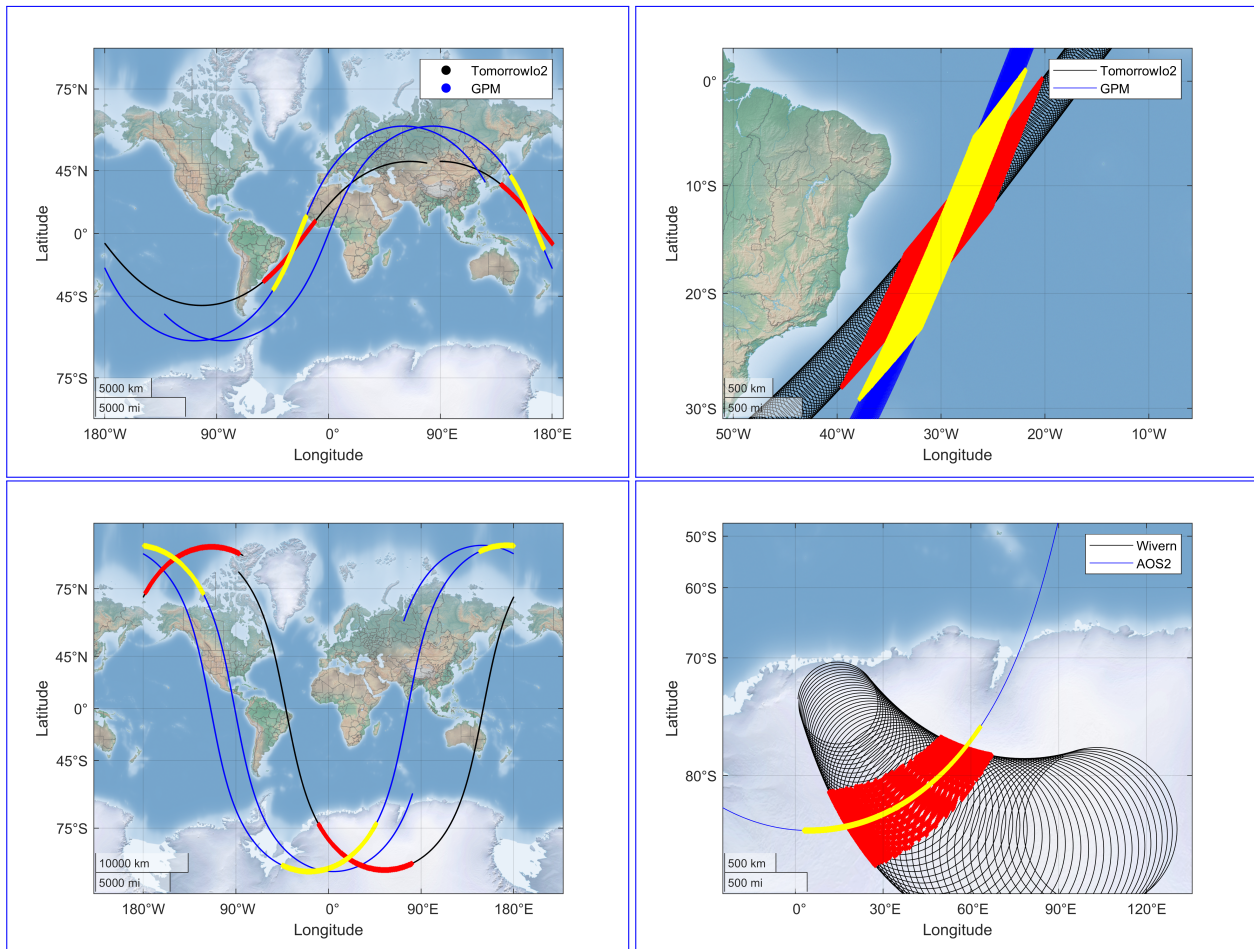 TomorrowIo2
GPM
75°N
45°N
0°
45°S
75°S
Latitude
5000 km
5000 mi
180°W
90°W
0°
90°E
180°E
Longitude
TomorrowIo2
GPM
0°
10°S
20°S
30°S
Latitude
500 km
500 mi
50°W
40°W
30°W
20°W
10°W
Longitude
75°N
45°N
0°
45°S
75°S
Latitude
10000 km
5000 mi
180°W
90°W
0°
90°E
180°E
Longitude
Wivern
AOS2
50°S
60°S
70°S
80°S
Latitude
500 km
500 mi
0°
30°E
60°E
90°E
120°E
Longitude